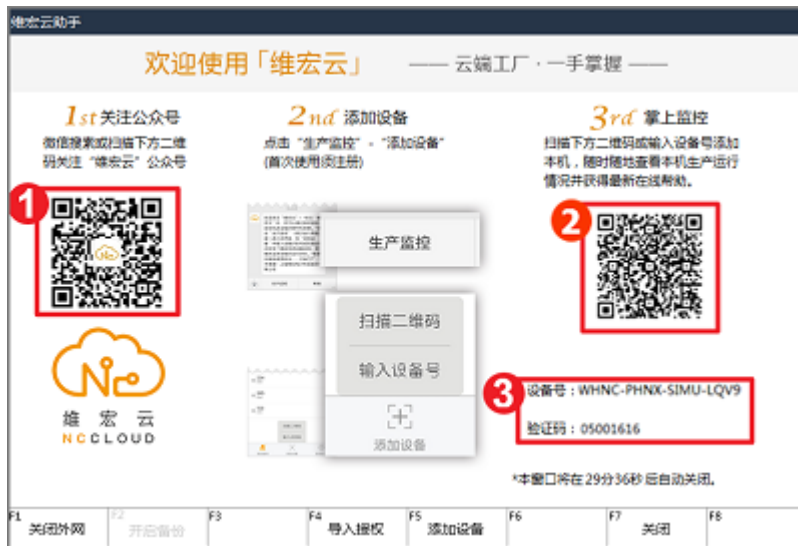 维宏云助手
欢迎使用「维宏云」 —— 云端工厂 · 一手掌握 ——
1st 关注公众号
微信搜索或扫描下方二维
码关注“维宏云”公众号
2nd 添加设备
点击“生产监控” - “添加设备”
(首次使用须注册)
3rd 掌上监控
扫描下方二维码或输入设备号添加
本机，随时随地查看本机生产运行
情况并获得最新在线帮助。
1
2
生产监控
扫描二维码
输入设备号
添加设备
维宏云
NCCLOUD
3
设备号：WHNC-PHNX-SIMU-LQV9
验证码：05001616
*本窗口将在29分36秒后自动关闭。
F1 关闭外网
F2 开启备份
F3
F4 导入授权
F5 添加设备
F6
F7 关闭
F8